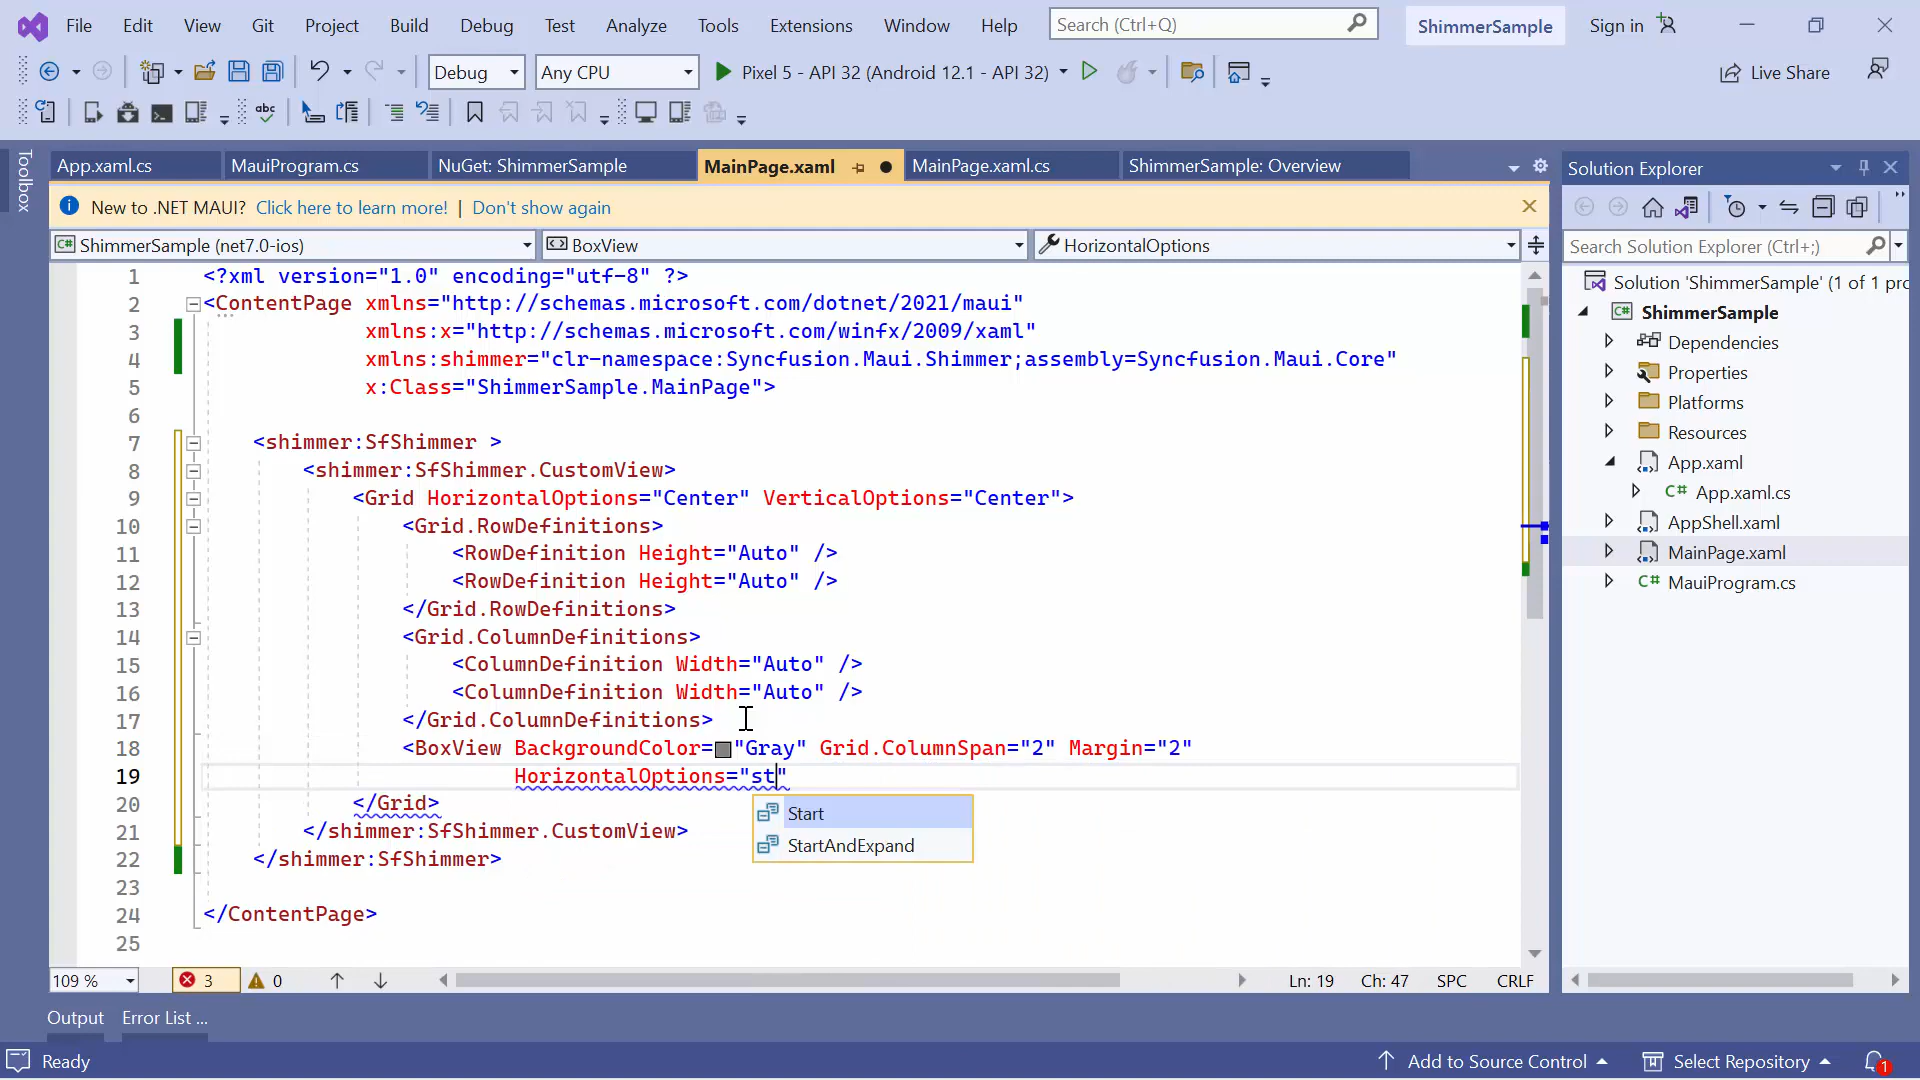 File Edit View Git Project Build Debug Test Analyze Tools Extensions Window Help Search (Ctrl+Q) ShimmerSample Sign in
Debug Any CPU Pixel 5 - API 32 (Android 12.1 - API 32) Live Share
abc
Toolbox
App.xaml.cs MauiProgram.cs NuGet: ShimmerSample MainPage.xaml MainPage.xaml.cs ShimmerSample: Overview
New to .NET MAUI? Click here to learn more! | Don't show again
ShimmerSample (net7.0-ios) BoxView HorizontalOptions
1 <?xml version="1.0" encoding="utf-8" ?>
2 <ContentPage xmlns="http://schemas.microsoft.com/dotnet/2021/maui"
3 xmlns:x="http://schemas.microsoft.com/winfx/2009/xaml"
4 xmlns:shimmer="clr-namespace:Syncfusion.Maui.Shimmer;assembly=Syncfusion.Maui.Core"
5 x:Class="ShimmerSample.MainPage">
6
7 <shimmer:SfShimmer >
8 <shimmer:SfShimmer.CustomView>
9 <Grid HorizontalOptions="Center" VerticalOptions="Center">
10 <Grid.RowDefinitions>
11 <RowDefinition Height="Auto" />
12 <RowDefinition Height="Auto" />
13 </Grid.RowDefinitions>
14 <Grid.ColumnDefinitions>
15 <ColumnDefinition Width="Auto" />
16 <ColumnDefinition Width="Auto" />
17 </Grid.ColumnDefinitions>
18 <BoxView BackgroundColor="Gray" Grid.ColumnSpan="2" Margin="2"
19 HorizontalOptions="st"
20 </Grid>
Start
21 </shimmer:SfShimmer.CustomView>
StartAndExpand
22 </shimmer:SfShimmer>
23
24 </ContentPage>
25
109 % 3 0 Ln: 19 Ch: 47 SPC CRLF
Output Error List ...
Ready Add to Source Control Select Repository 1
Solution Explorer
Search Solution Explorer (Ctrl+;)
Solution 'ShimmerSample' (1 of 1 pro
C# ShimmerSample
Dependencies
Properties
Platforms
Resources
App.xaml
C# App.xaml.cs
AppShell.xaml
MainPage.xaml
C# MauiProgram.cs